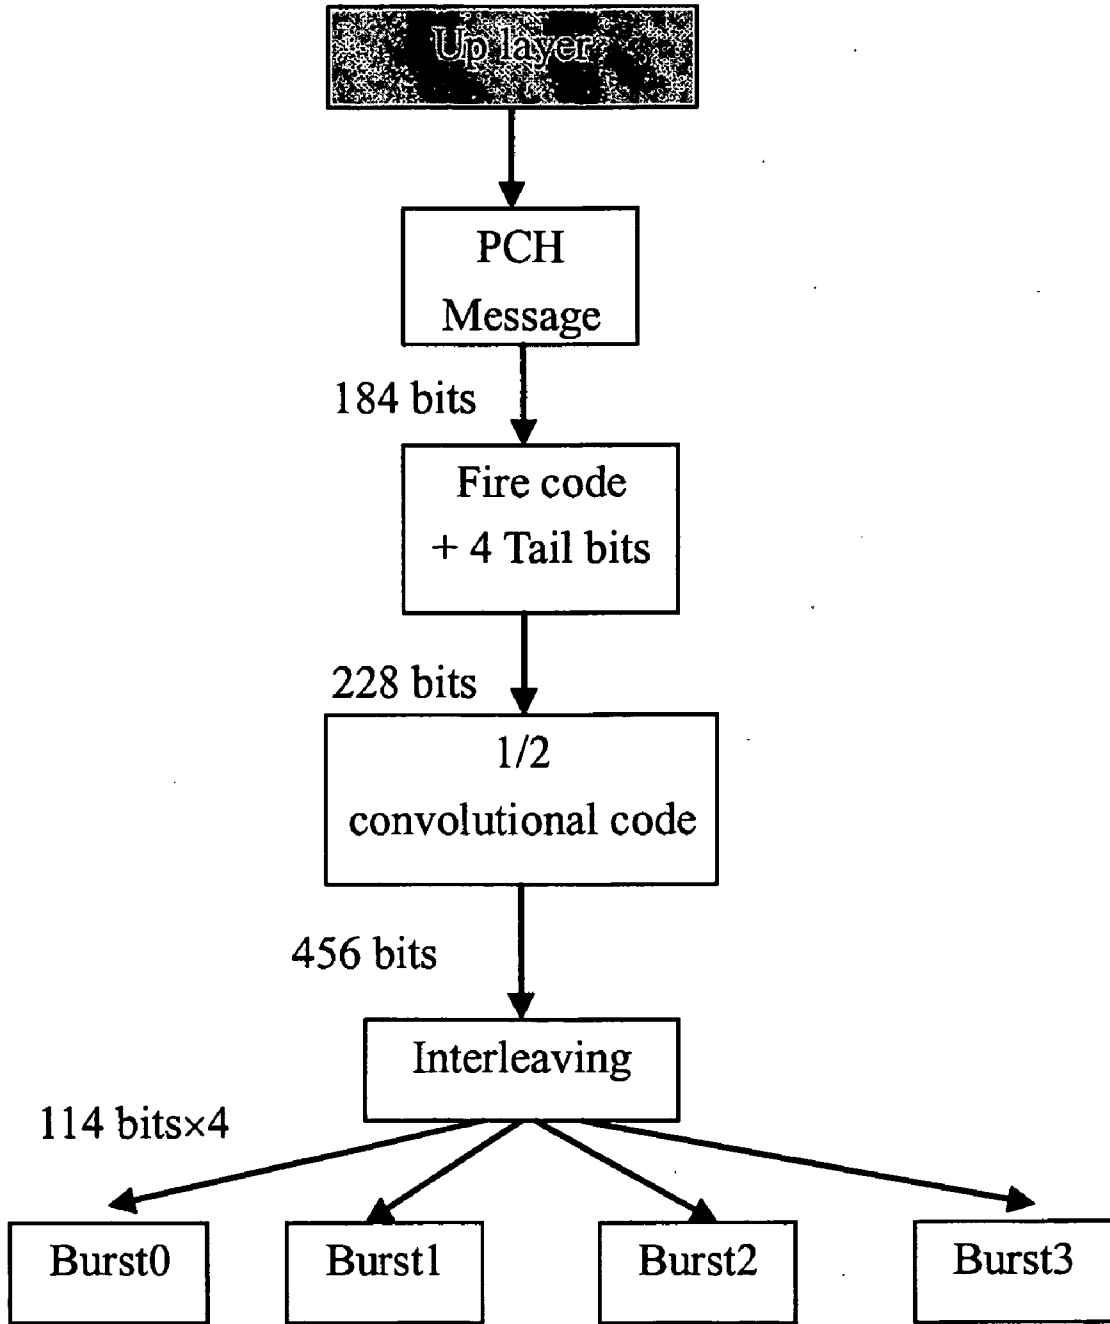 Up layer
PCH
Message
184 bits
Fire code
+ 4 Tail bits
228 bits
1/2
convolutional code
456 bits
Interleaving
114 bits×4
Burst0
Burst1
Burst2
Burst3